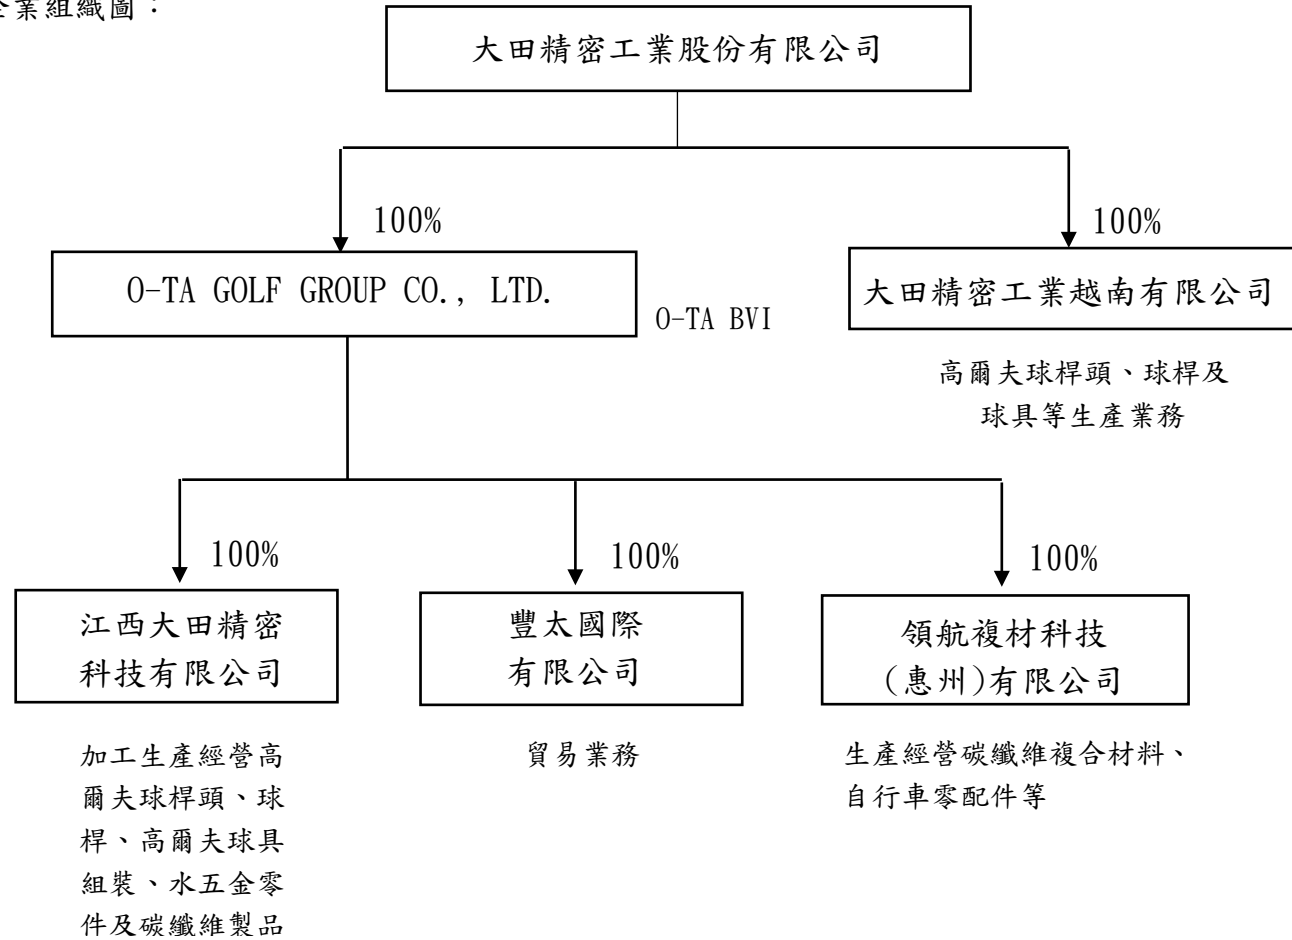 企業組織圖：
大田精密工業股份有限公司
100%
100%
O-TA GOLF GROUP CO., LTD.
O-TA BVI
大田精密工業越南有限公司
高爾夫球桿頭、球桿及
球具等生產業務
100%
100%
100%
江西大田精密
科技有限公司
豐太國際
有限公司
領航複材科技
(惠州)有限公司
加工生產經營高
爾夫球桿頭、球
桿、高爾夫球具
組裝、水五金零
件及碳纖維製品
貿易業務
生產經營碳纖維複合材料、
自行車零配件等